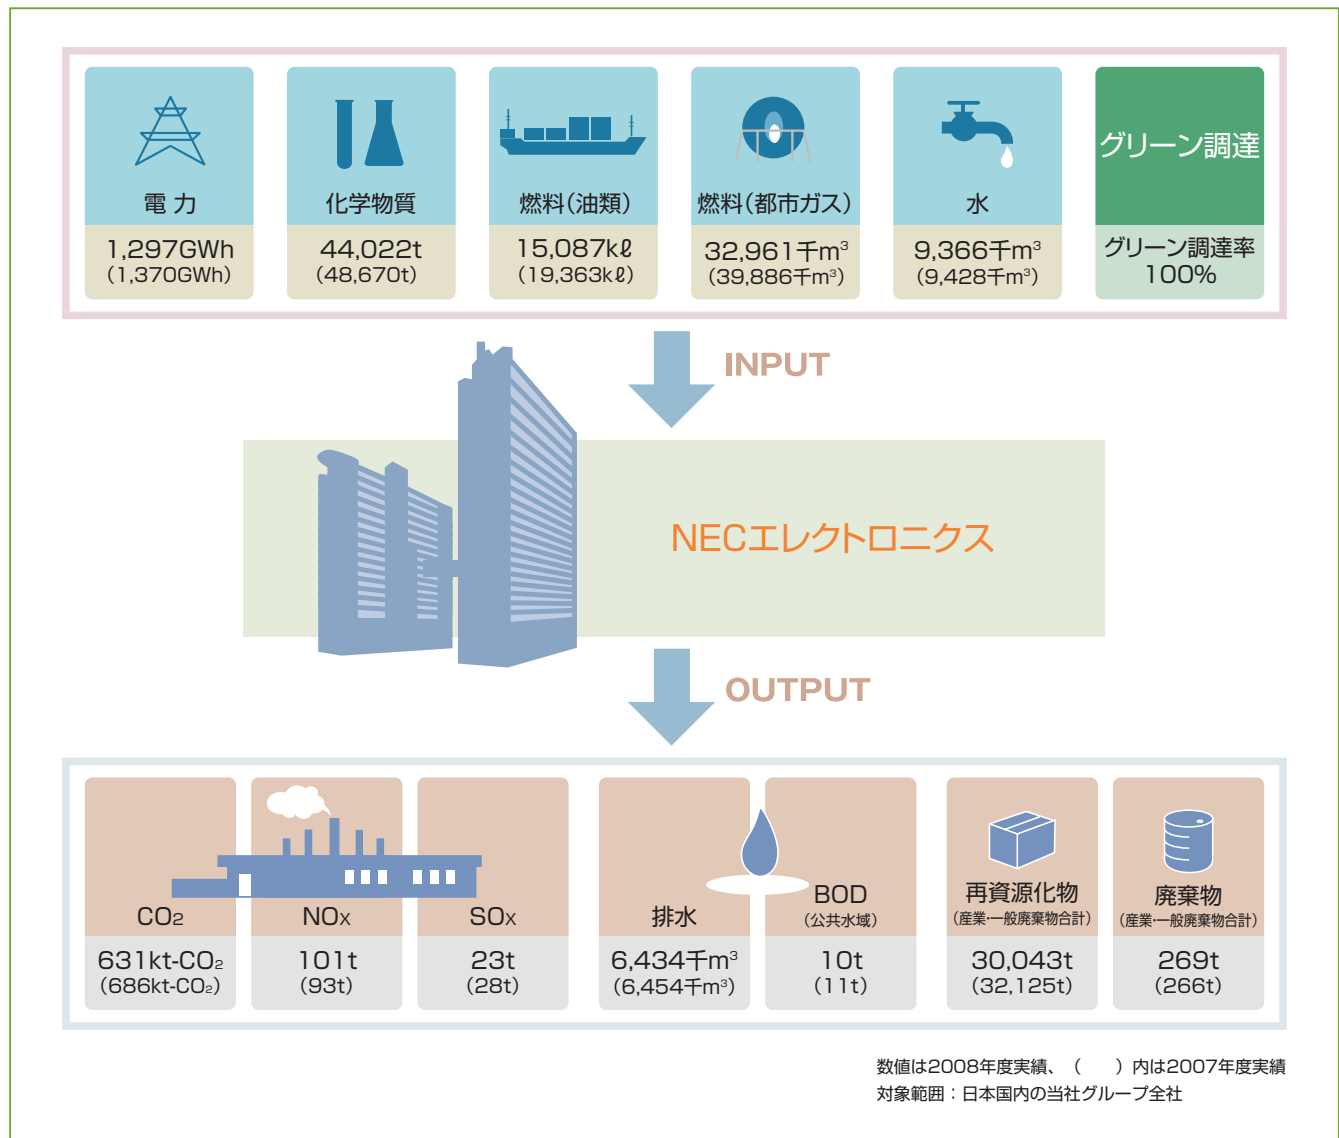 電力
1,297GWh
(1,370GWh)
化学物質
44,022t
(48,670t)
燃料(油類)
15,087kℓ
(19,363kℓ)
燃料(都市ガス)
32,961千m³
(39,886千m³)
水
9,366千m³
(9,428千m³)
グリーン調達
グリーン調達率
100%
INPUT
NECエレクトロニクス
OUTPUT
CO₂
631kt-CO₂
(686kt-CO₂)
NOx
101t
(93t)
SOx
23t
(28t)
排水
6,434千m³
(6,454千m³)
BOD
(公共水域)
10t
(11t)
再資源化物
(産業・一般廃棄物合計)
30,043t
(32,125t)
廃棄物
(産業・一般廃棄物合計)
269t
(266t)
数値は2008年度実績、（　　）内は2007年度実績
対象範囲：日本国内の当社グループ全社